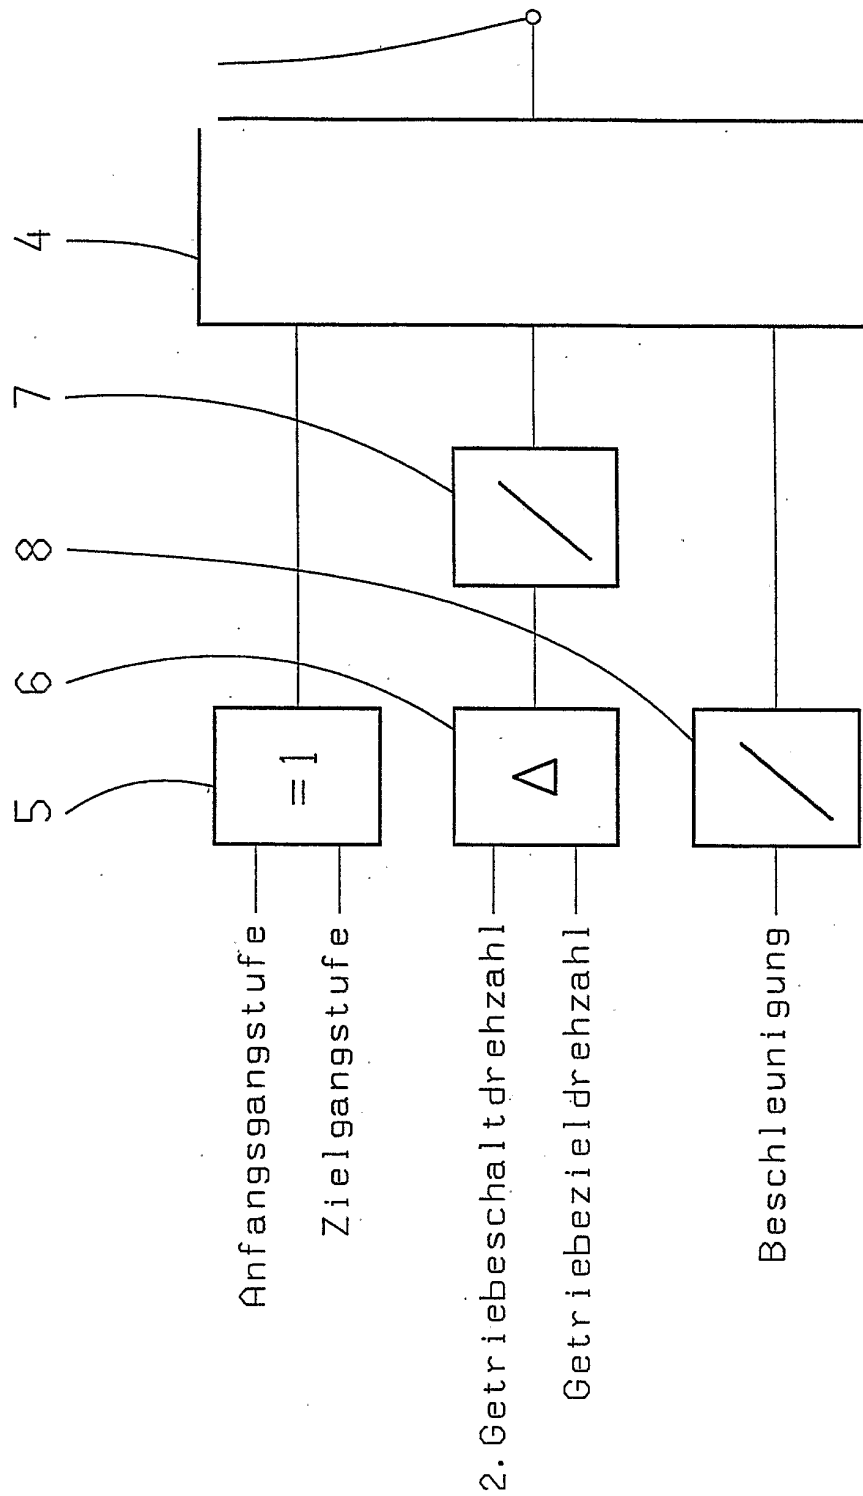 4
7
8
6
5
=1
Δ
Anfangsgangstufe
Zielgangstufe
2.Getriebeschaltdrehzahl
Getriebezieldrehzahl
Beschleunigung